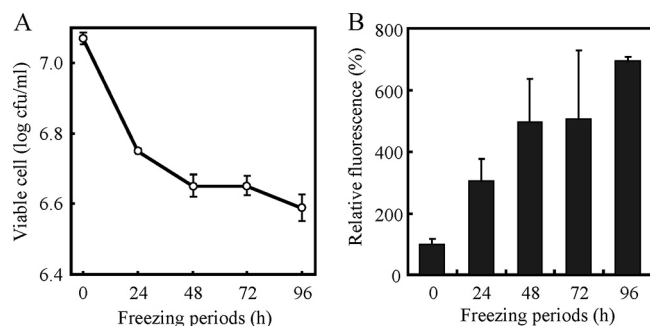 A
Viable cell (log cfu/ml)
7.0
6.8
6.6
6.4
0 24 48 72 96
Freezing periods (h)
B
Relative fluorescence (%)
800
600
400
200
0
0 24 48 72 96
Freezing periods (h)